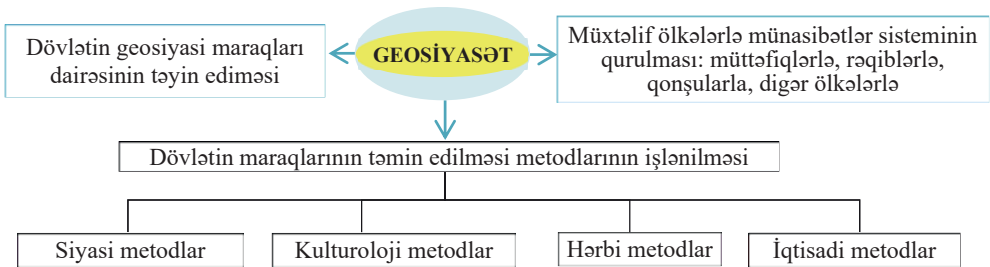 Dövlətin geosiyasi maraqları
dairəsinin təyin ediməsi
GEOSİYASƏT
Müxtəlif ölkələrlə münasibətlər sisteminin
qurulması: müttəfiqlərlə, rəqiblərlə,
qonşularla, digər ölkələrlə
Dövlətin maraqlarının təmin edilməsi metodlarının işlənilməsi
Siyasi metodlar
Kulturoloji metodlar
Hərbi metodlar
İqtisadi metodlar